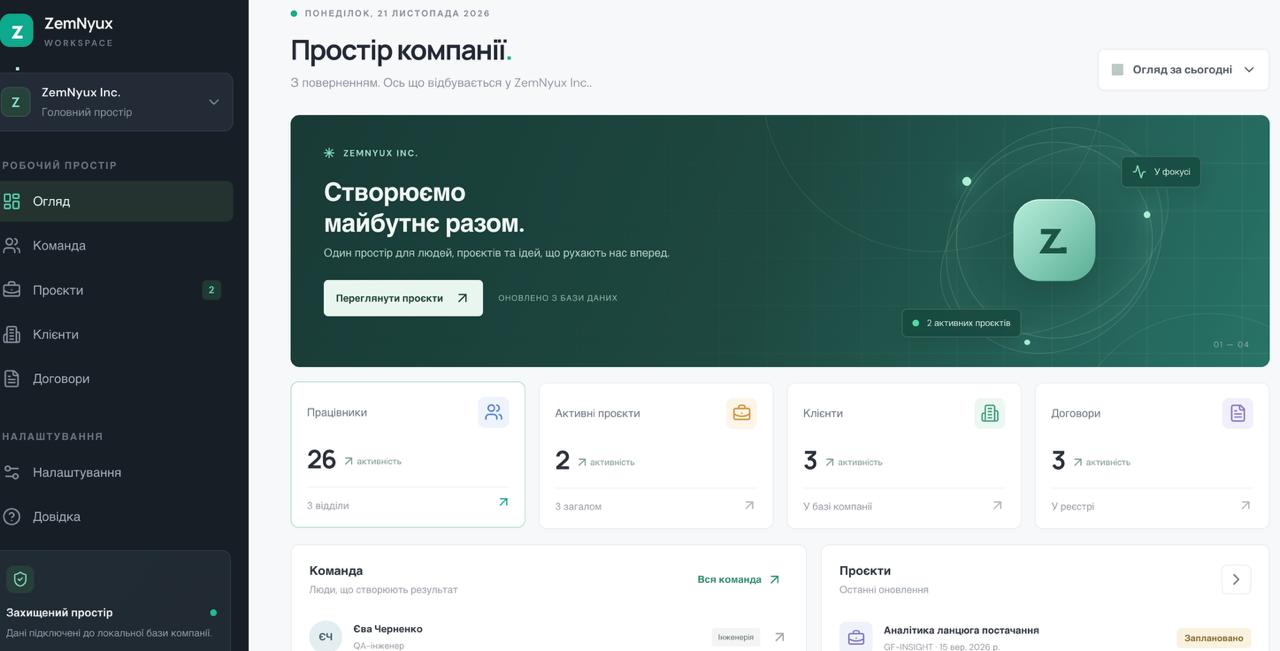 ZemNyux
WORKSPACE
Z
ZemNyux Inc.
Головний простір
РОБОЧИЙ ПРОСТІР
Огляд
Команда
Проєкти
2
Клієнти
Договори
НАЛАШТУВАННЯ
Налаштування
Довідка
Захищений простір
Дані підключені до локальної бази компанії.
ПОНЕДІЛОК, 21 ЛИСТОПАДА 2026
Простір компанії.
З поверненням. Ось що відбувається у ZemNyux Inc..
Огляд за сьогодні
ZEMNYUX INC.
Створюємо
майбутнє разом.
Один простір для людей, проєктів та ідей, що рухають нас вперед.
Переглянути проєкти
ОНОВЛЕНО З БАЗИ ДАНИХ
У фокусі
Z
2 активних проєктів
01 — 04
Працівники
26 активність
3 відділи
Активні проєкти
2 активність
3 загалом
Клієнти
3 активність
У базі компанії
Договори
3 активність
У реєстрі
Команда
Люди, що створюють результат
Вся команда
ЄЧ
Єва Черненко
QA-інженер
Інженерія
Проєкти
Останні оновлення
Аналітика ланцюга постачання
GF-INSIGHT · 15 вер. 2026 р.
Заплановано